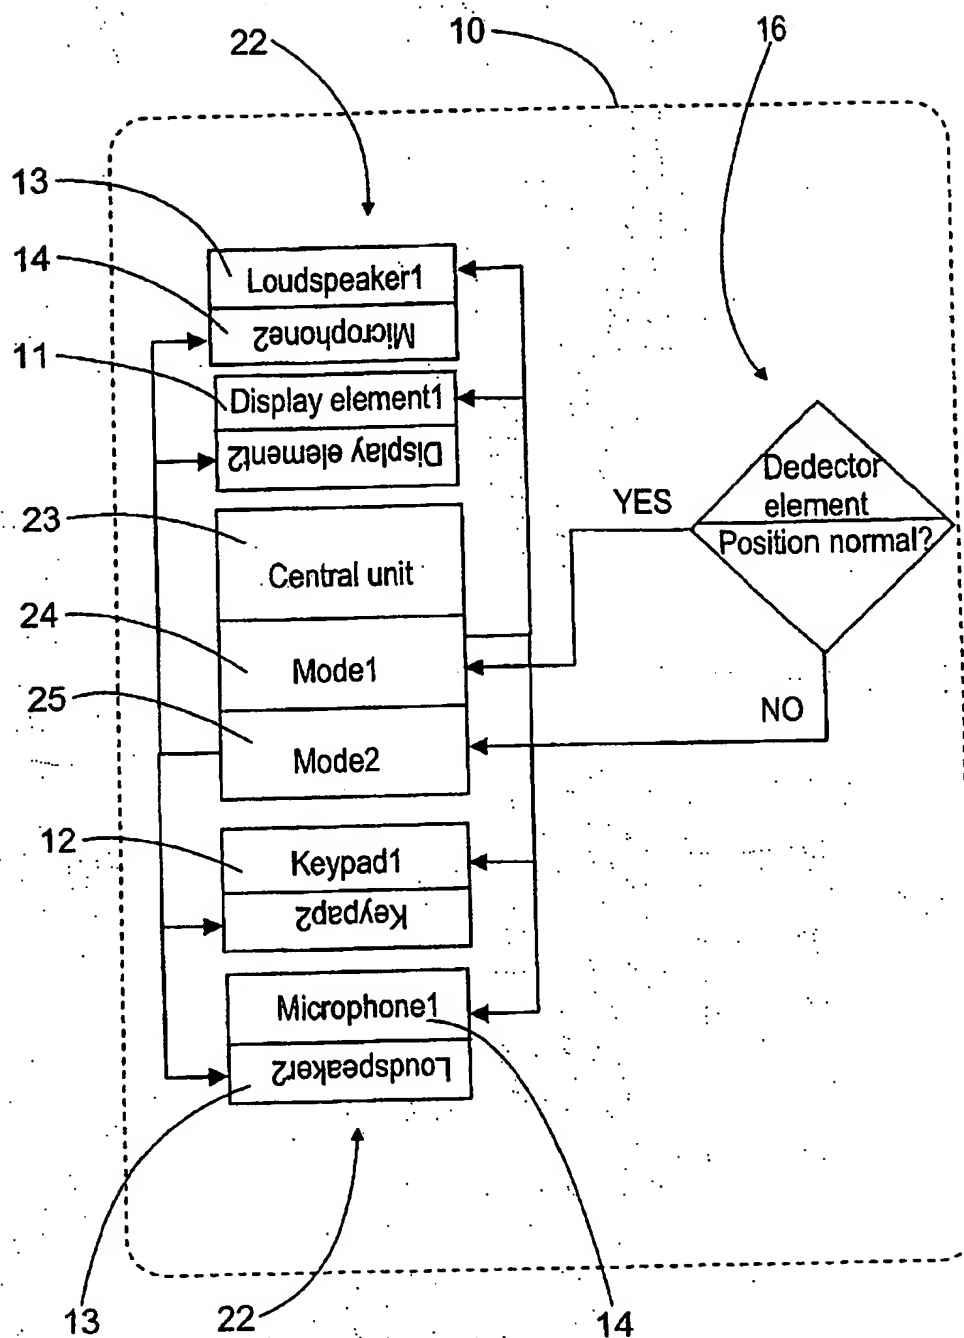 22
10
16
13
Loudspeaker1
14
Microphone2
11
Display element1
Display element2
Dedector
element
YES
Position normal?
23
Central unit
24
Mode1
25
NO
Mode2
12
Keypad1
Keypap2
Microphone1
Loudspeaker2
13
22
14